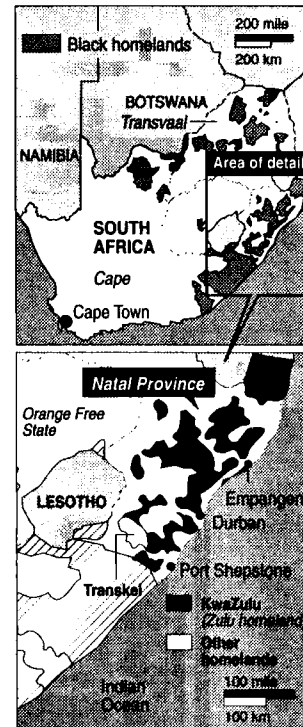 200 mile
200 km
Black homelands
BOTSWANA
Transvaal
NAMIBIA
Area of detail
SOUTH
AFRICA
Cape
Cape Town
Natal Province
Orange Free
State
LESOTHO
Empangen
Durban
Port Shepstone
Transkei
KwaZulu
(Zulu homeland
Other
homelands
Indian
Ocean
100 mile
100 km